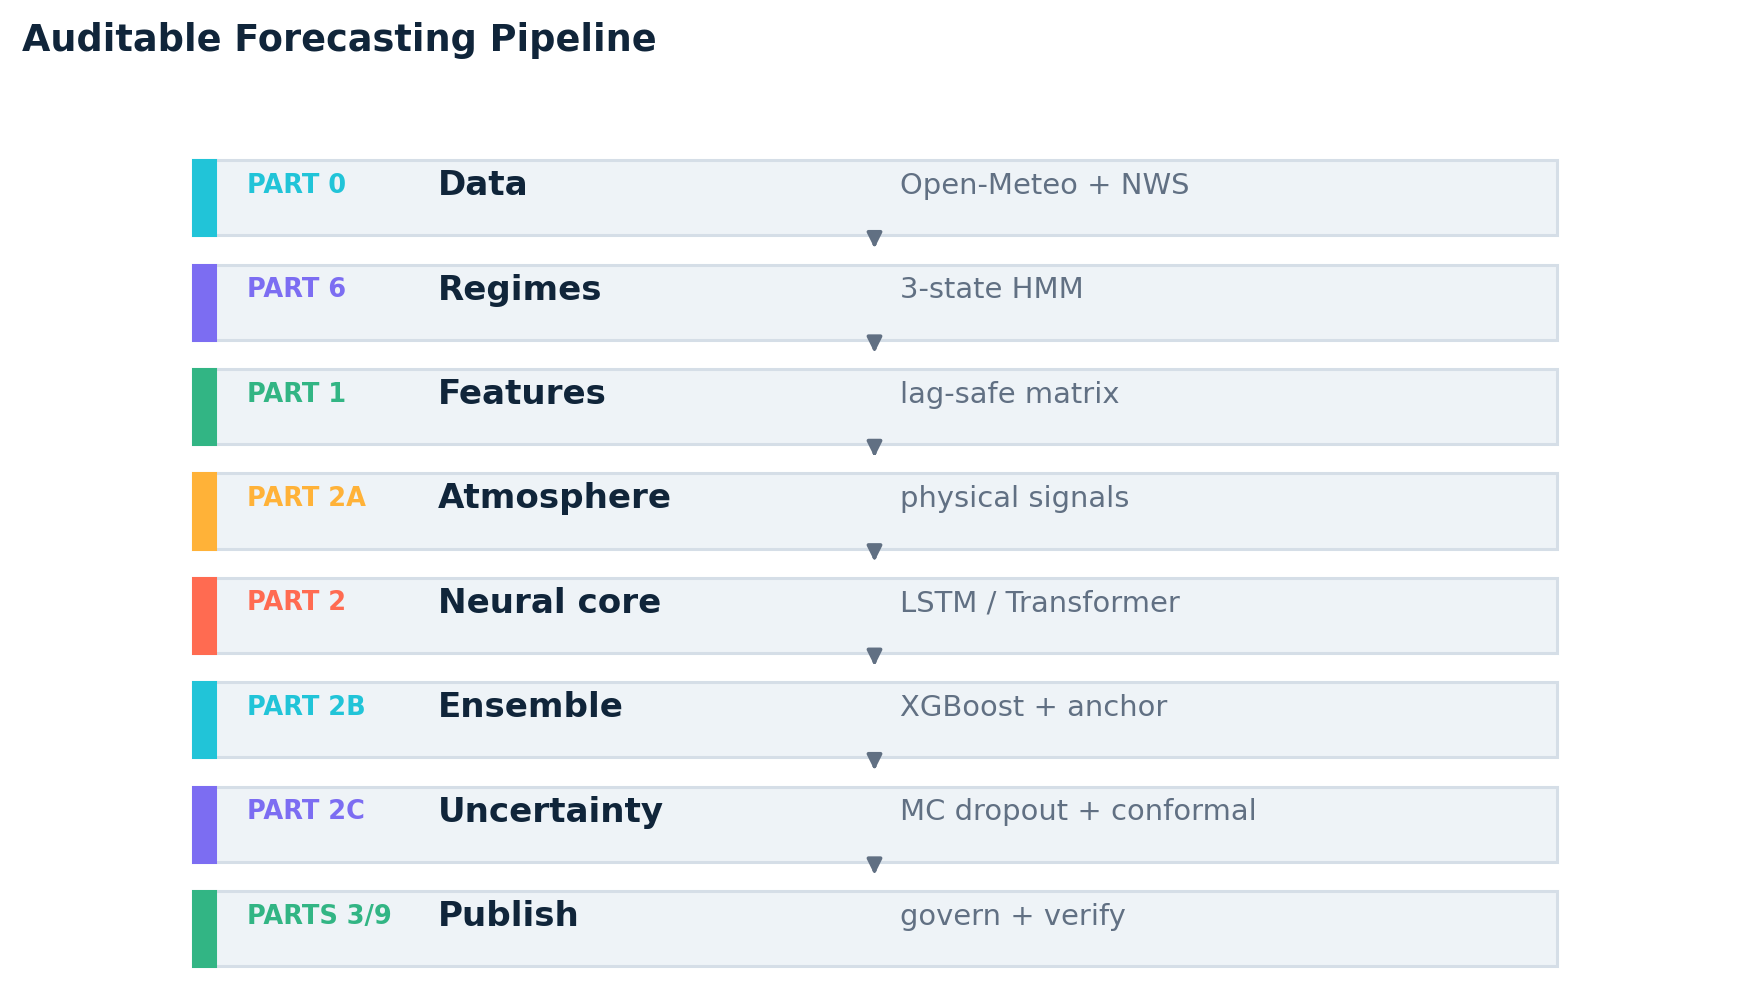 Auditable Forecasting Pipeline
PART 0 Data Open-Meteo + NWS
PART 6 Regimes 3-state HMM
PART 1 Features lag-safe matrix
PART 2A Atmosphere physical signals
PART 2 Neural core LSTM / Transformer
PART 2B Ensemble XGBoost + anchor
PART 2C Uncertainty MC dropout + conformal
PARTS 3/9 Publish govern + verify